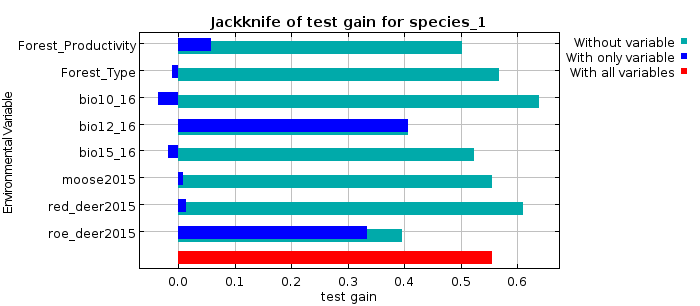 Jackknife of test gain for species_1
Forest_Productivity
Forest_Type
bio10_16
bio12_16
bio15_16
moose2015
red_deer2015
roe_deer2015
Environmental Variable
Without variable
With only variable
With all variables
0.0 0.1 0.2 0.3 0.4 0.5 0.6
test gain